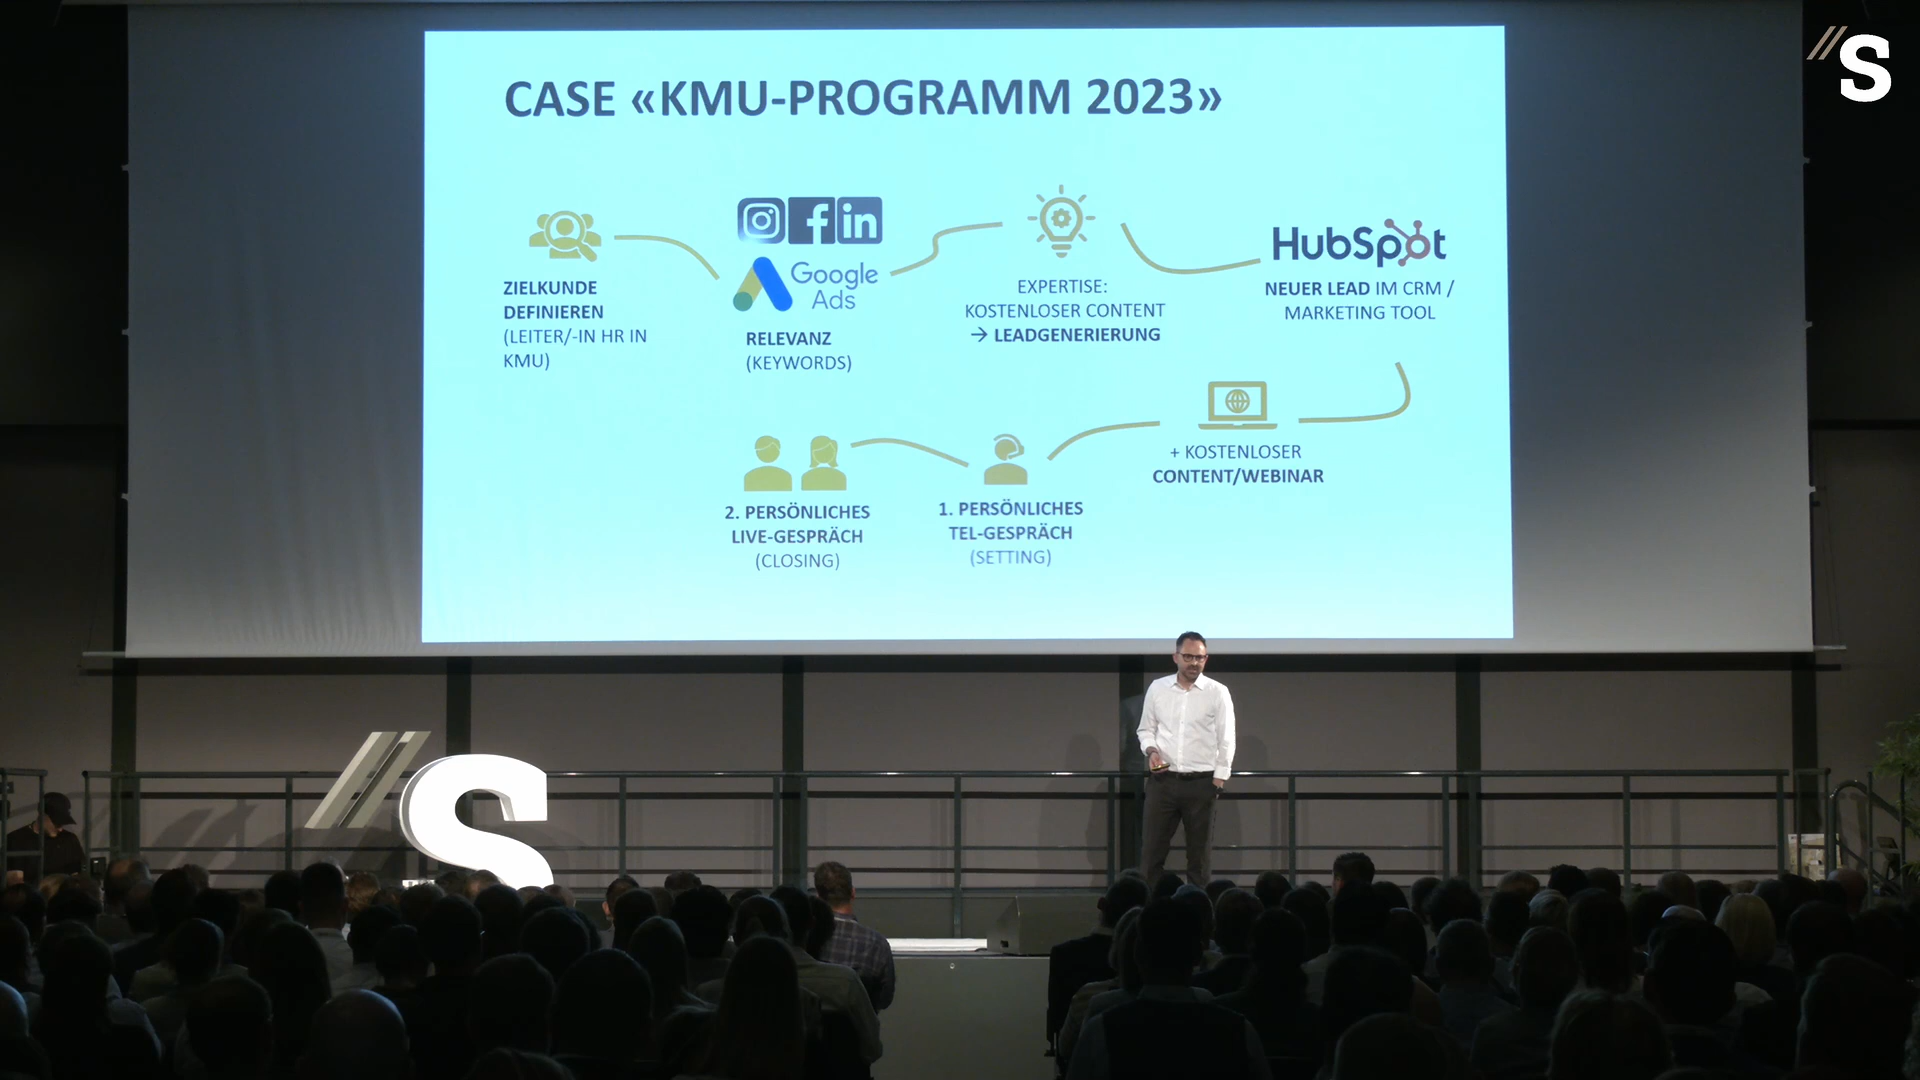 //S
CASE «KMU-PROGRAMM 2023»
ZIELKUNDE
DEFINIEREN
(LEITER/-IN HR IN
KMU)
in
Google
Ads
RELEVANZ
(KEYWORDS)
EXPERTISE:
KOSTENLOSER CONTENT
→ LEADGENERIERUNG
HubSpot
NEUER LEAD IM CRM /
MARKETING TOOL
+ KOSTENLOSER
CONTENT/WEBINAR
1. PERSÖNLICHES
TEL-GESPRÄCH
(SETTING)
2. PERSÖNLICHES
LIVE-GESPRÄCH
(CLOSING)
//S